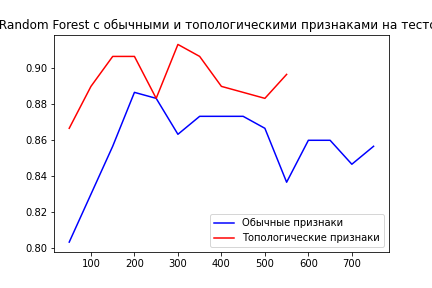 Random Forest с обычными и топологическими признаками на тесто
0.90
0.88
0.86
0.84
0.82
0.80
100 200 300 400 500 600 700
Обычные признаки
Топологические признаки